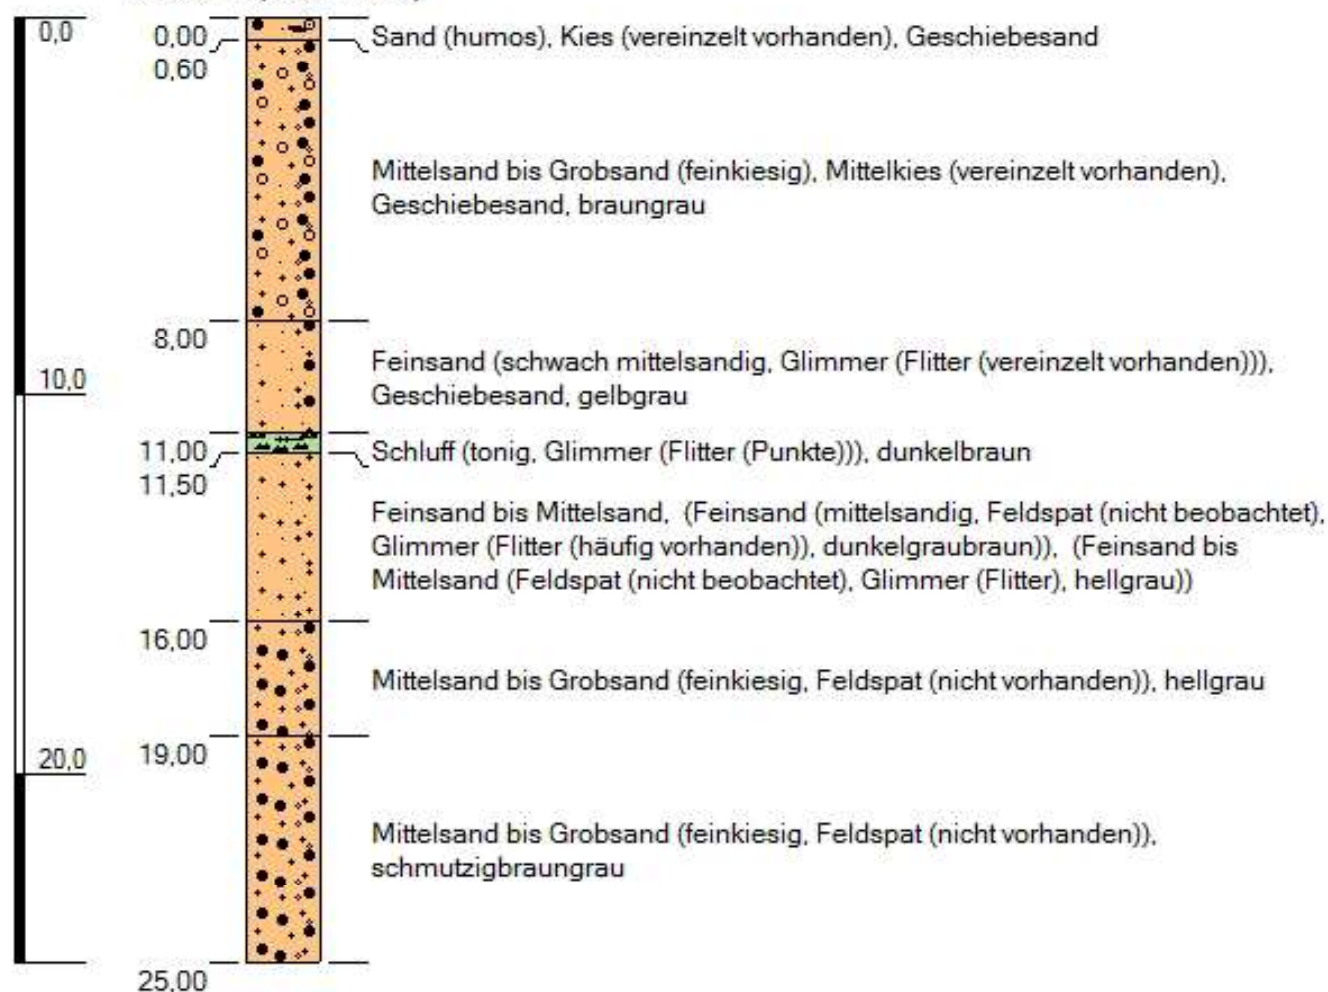 0,0
0,00
Sand (humos), Kies (vereinzelt vorhanden), Geschiebesand
0,60
Mittelsand bis Grobsand (feinkiesig), Mittelkies (vereinzelt vorhanden),
Geschiebesand, braungrau
8,00
Feinsand (schwach mittelsandig, Glimmer (Flitter (vereinzelt vorhanden))),
10,0
Geschiebesand, gelbgrau
11,00
Schluff (tonig, Glimmer (Flitter (Punkte))), dunkelbraun
11,50
Feinsand bis Mittelsand,  (Feinsand (mittelsandig, Feldspat (nicht beobachtet),
Glimmer (Flitter (häufig vorhanden)), dunkelgraubraun)),  (Feinsand bis
Mittelsand (Feldspat (nicht beobachtet), Glimmer (Flitter), hellgrau))
16,00
Mittelsand bis Grobsand (feinkiesig, Feldspat (nicht vorhanden)), hellgrau
19,00
20,0
Mittelsand bis Grobsand (feinkiesig, Feldspat (nicht vorhanden)),
schmutzigbraungrau
25,00